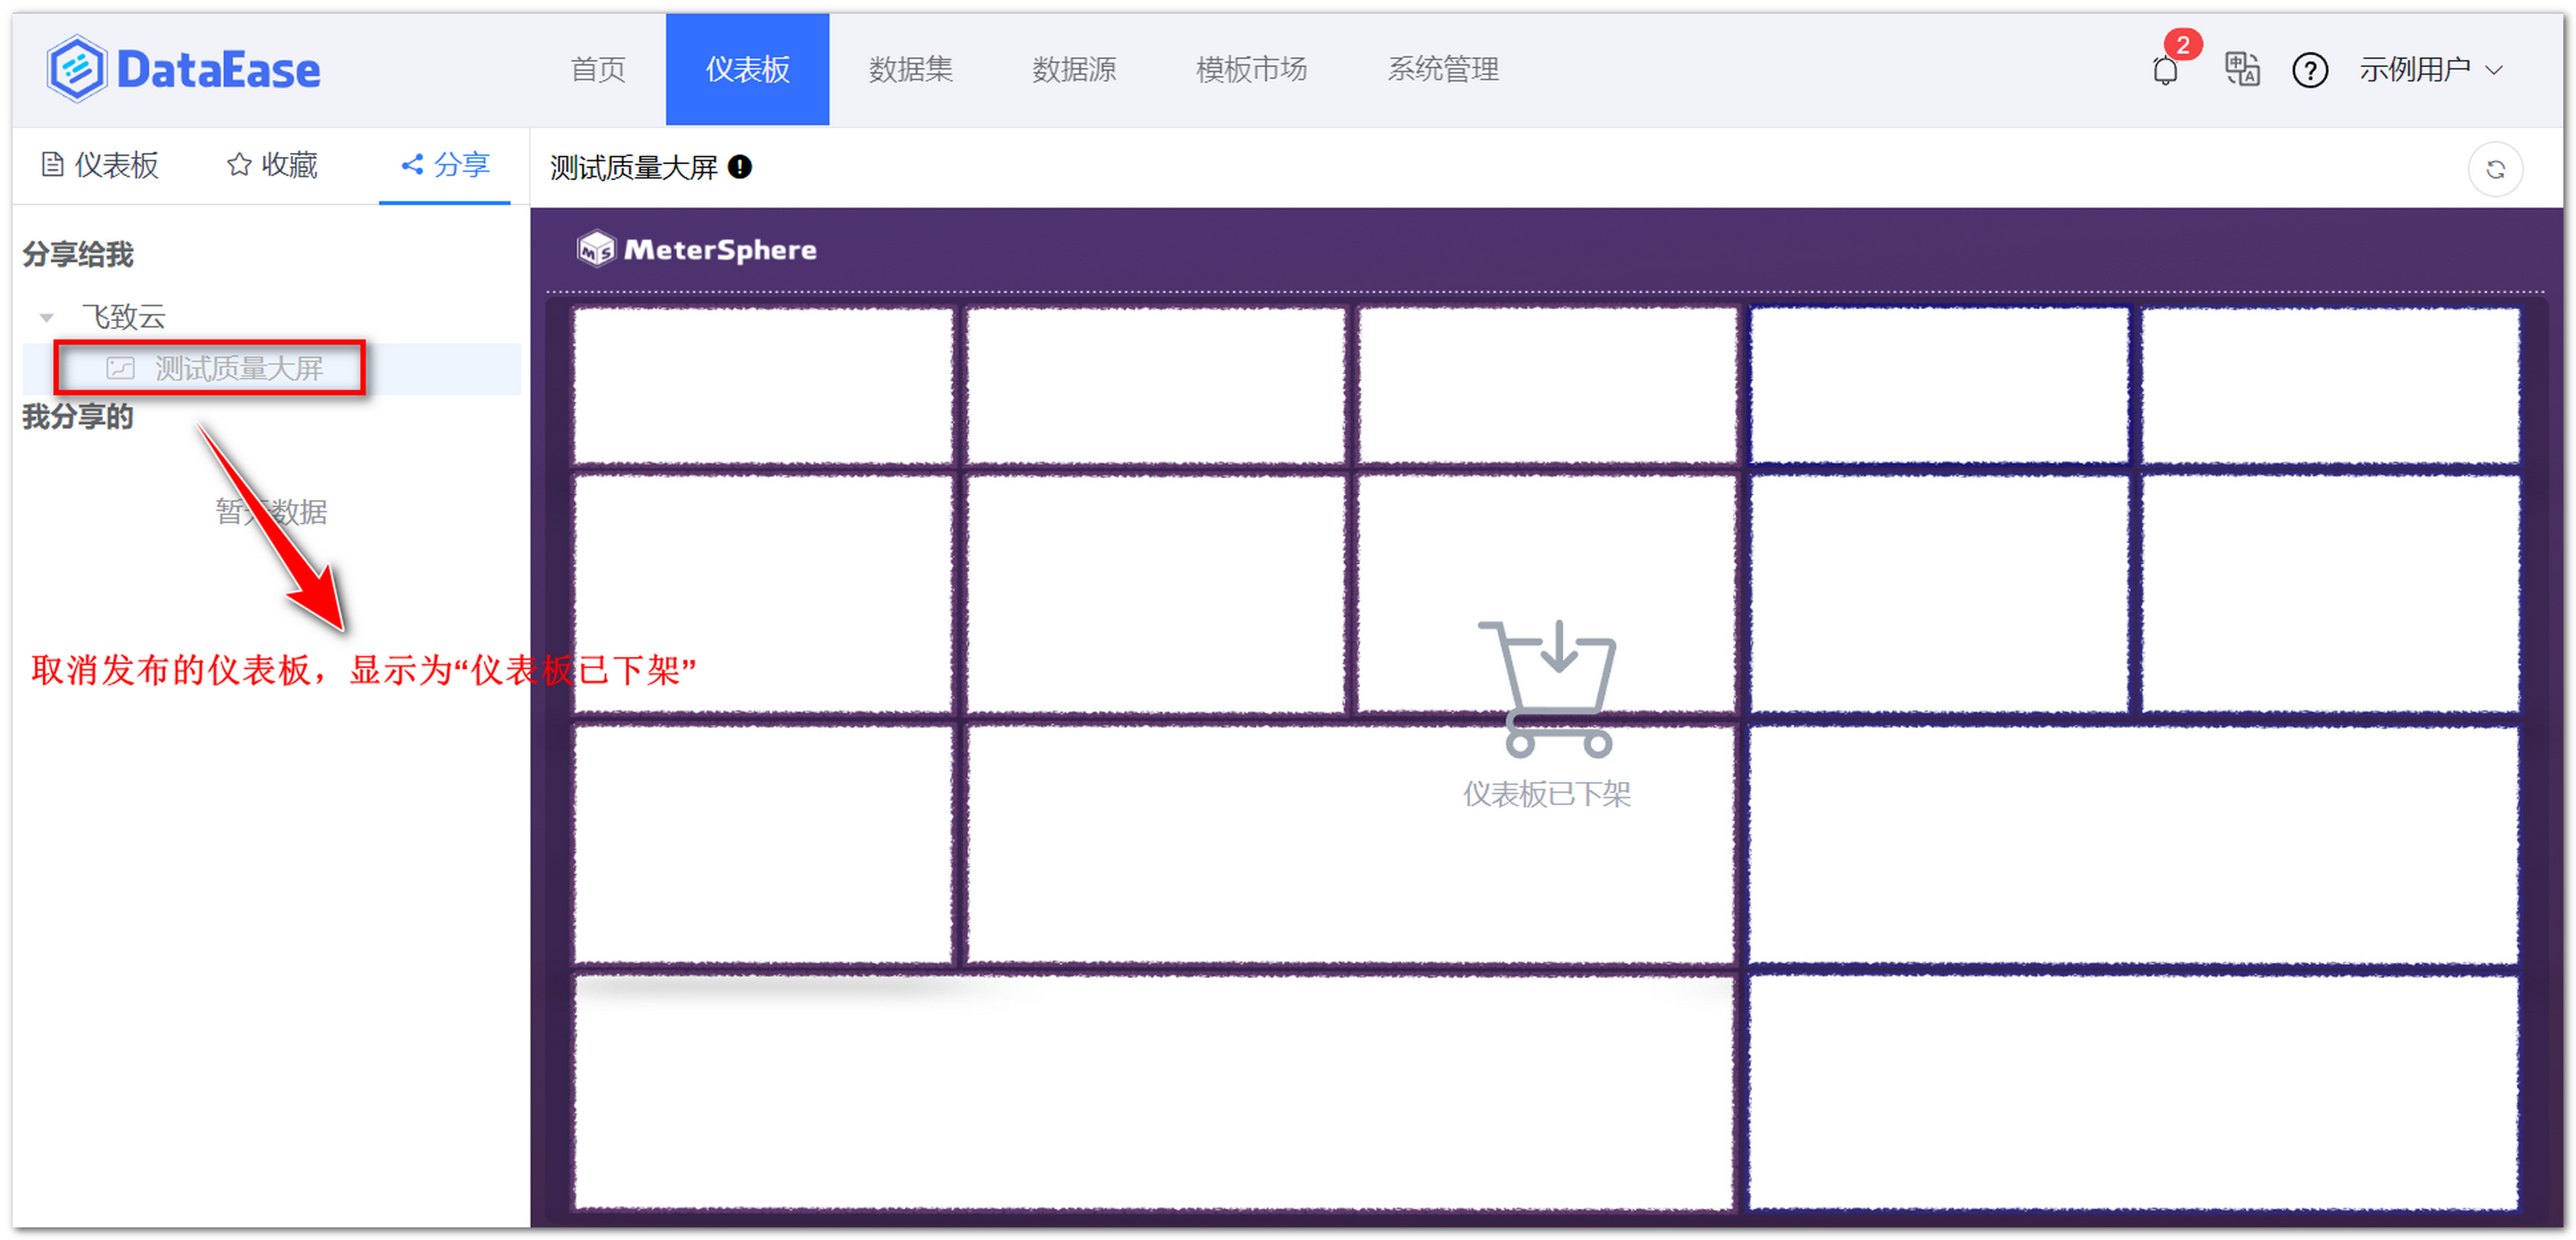 DataEase
首页 仪表板 数据集 数据源 模板市场 系统管理
2
中 A
?
示例用户
仪表板 收藏 分享
测试质量大屏 !
分享给我
飞致云
测试质量大屏
我分享的
暂无数据
取消发布的仪表板，显示为“仪表板已下架”
MS MeterSphere
仪表板已下架